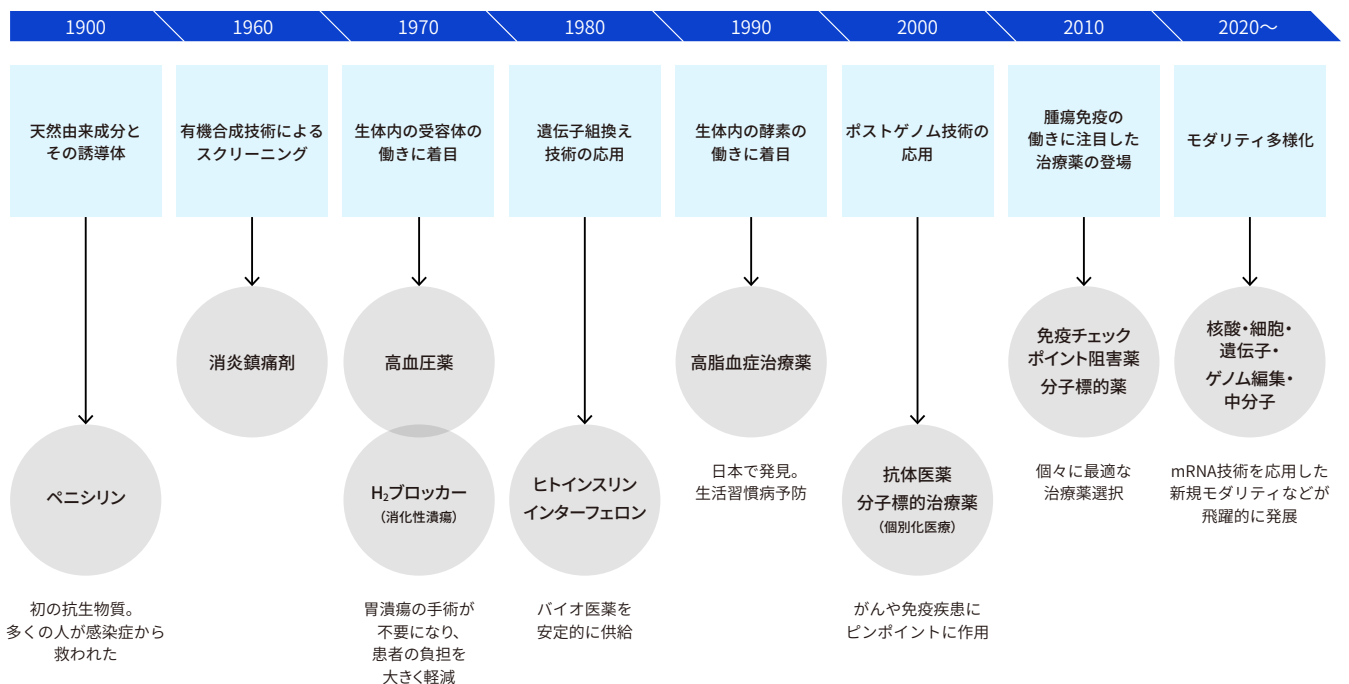 1900
1960
1970
1980
1990
2000
2010
2020〜
天然由来成分と
その誘導体
有機合成技術による
スクリーニング
生体内の受容体の
働きに着目
遺伝子組換え
技術の応用
生体内の酵素の
働きに着目
ポストゲノム技術の
応用
腫瘍免疫の
働きに注目した
治療薬の登場
モダリティ多様化
ペニシリン
初の抗生物質。
多くの人が感染症から
救われた
消炎鎮痛剤
高血圧薬
H₂ブロッカー
（消化性潰瘍）
胃潰瘍の手術が
不要になり、
患者の負担を
大きく軽減
ヒトインスリン
インターフェロン
バイオ医薬を
安定的に供給
高脂血症治療薬
日本で発見。
生活習慣病予防
抗体医薬
分子標的治療薬
（個別化医療）
がんや免疫疾患に
ピンポイントに作用
免疫チェック
ポイント阻害薬
分子標的薬
個々に最適な
治療薬選択
核酸・細胞・
遺伝子・
ゲノム編集・
中分子
mRNA技術を応用した
新規モダリティなどが
飛躍的に発展